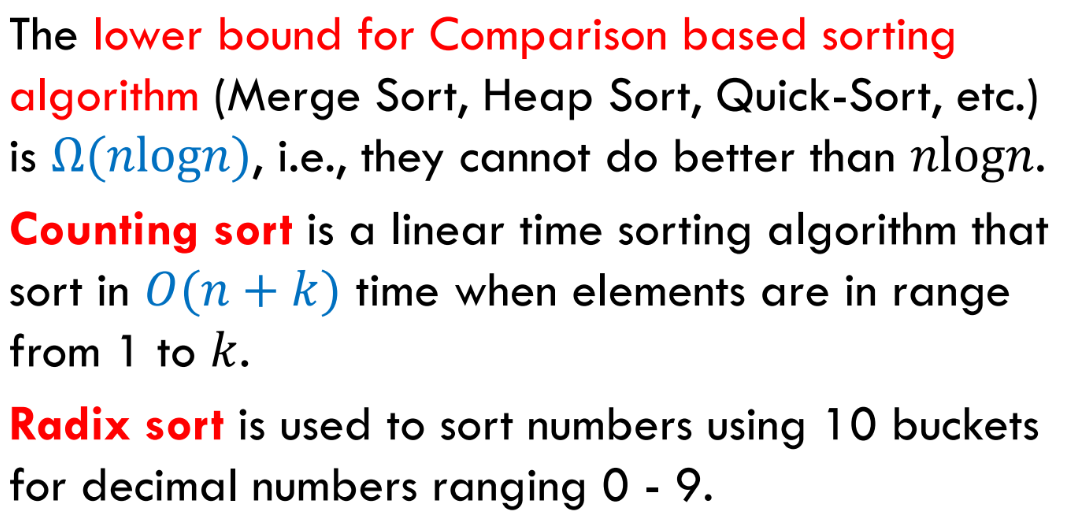 The lower bound for Comparison based sorting
algorithm (Merge Sort, Heap Sort, Quick-Sort, etc.)
is Ω(nlogn), i.e., they cannot do better than nlogn.
Counting sort is a linear time sorting algorithm that
sort in O(n + k) time when elements are in range
from 1 to k.
Radix sort is used to sort numbers using 10 buckets
for decimal numbers ranging 0 - 9.